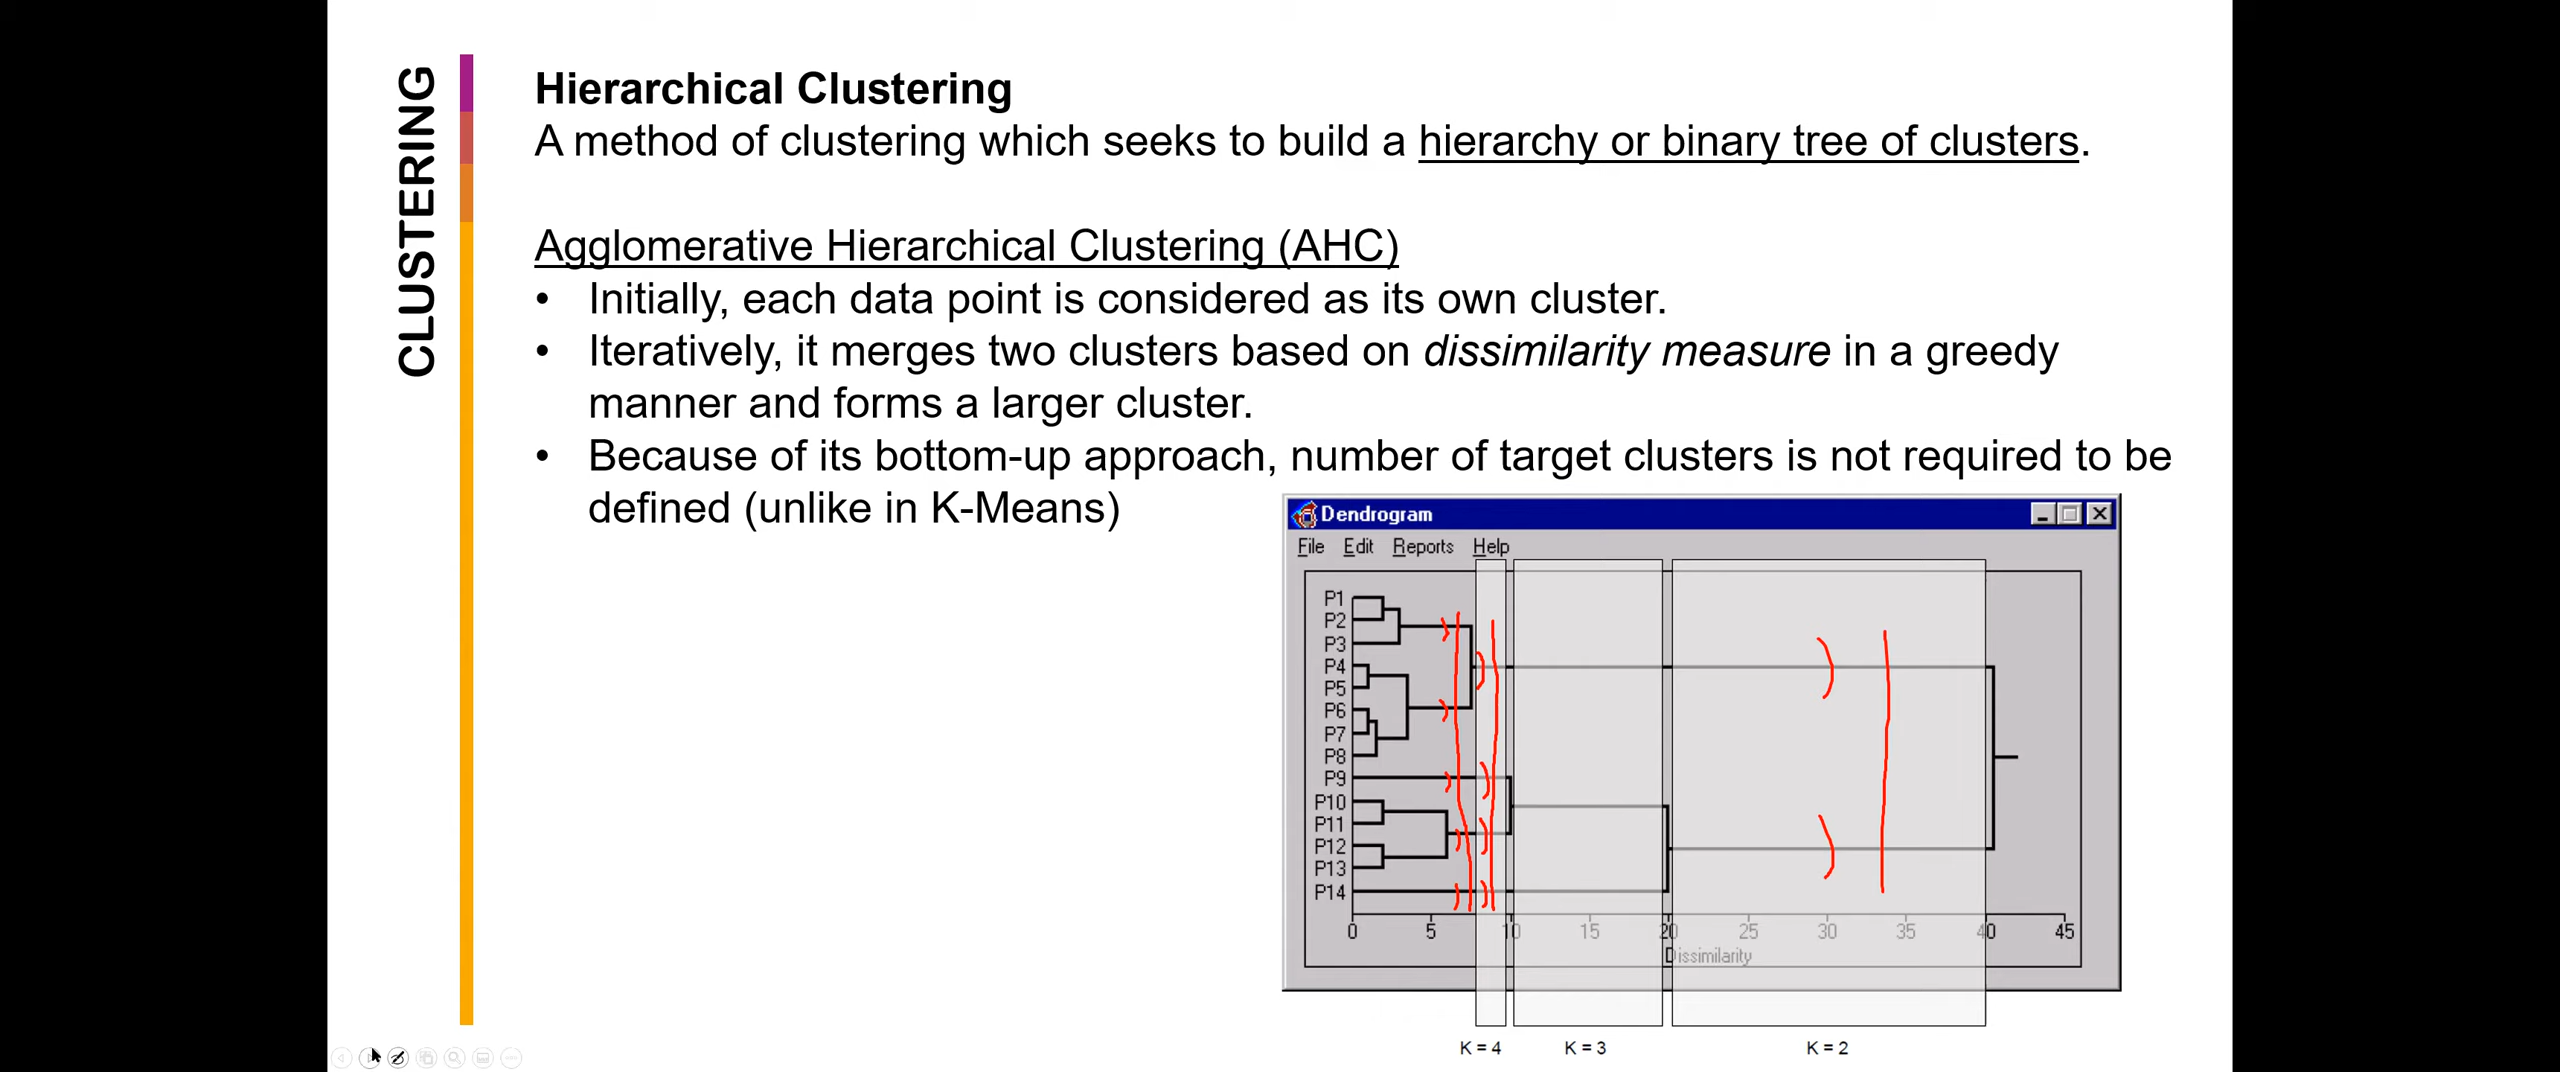 CLUSTERING
Hierarchical Clustering
A method of clustering which seeks to build a hierarchy or binary tree of clusters.
Agglomerative Hierarchical Clustering (AHC)
• Initially, each data point is considered as its own cluster.
• Iteratively, it merges two clusters based on dissimilarity measure in a greedy
manner and forms a larger cluster.
• Because of its bottom-up approach, number of target clusters is not required to be
defined (unlike in K-Means)
Dendrogram
File Edit Reports Help
P1
P2
P3
P4
P5
P6
P7
P8
P9
P10
P11
P12
P13
P14
0 5 10 15 20 25 30 35 40 45
Dissimilarity
K = 4 K = 3 K = 2